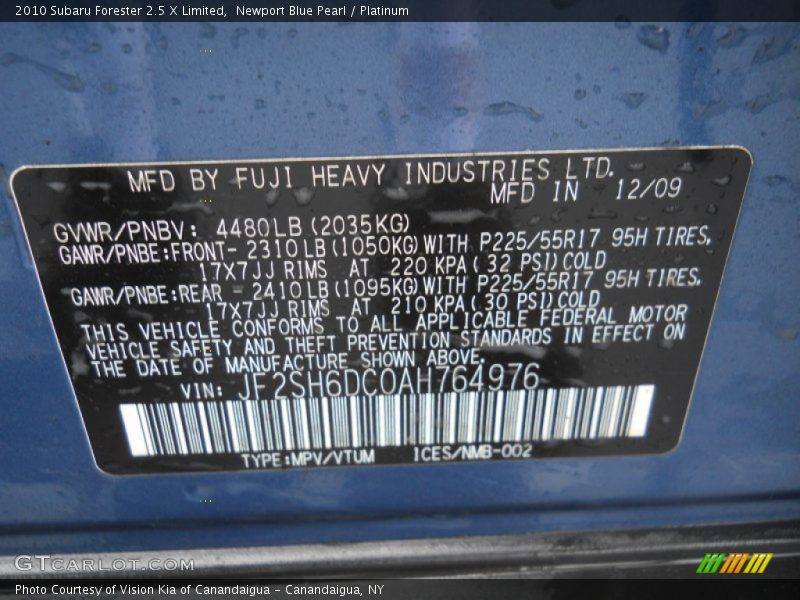 2010 Subaru Forester 2.5 X Limited,  Newport Blue Pearl / Platinum
MFD BY FUJI HEAVY INDUSTRIES LTD.
MFD IN 12/09
GVWR/PNBV: 4480LB(2035KG)
GAWR/PNBE:FRONT- 2310LB(1050KG)WITH P225/55R17 95H TIRES,
17X7JJ RIMS AT 220 KPA( 32 PSI)COLD
GAWR/PNBE:REAR - 2410LB(1095KG)WITH P225/55R17 95H TIRES,
17X7JJ RIMS AT 210 KPA( 30 PSI)COLD
THIS VEHICLE CONFORMS TO ALL APPLICABLE FEDERAL MOTOR
VEHICLE SAFETY AND THEFT PREVENTION STANDARDS IN EFFECT ON
THE DATE OF MANUFACTURE SHOWN ABOVE.
VIN: JF2SH6DC0AH764976
TYPE:MPV/VTUM ICES/NMB-002
GTCARLOT.COM
Photo Courtesy of Vision Kia of Canandaigua - Canandaigua, NY